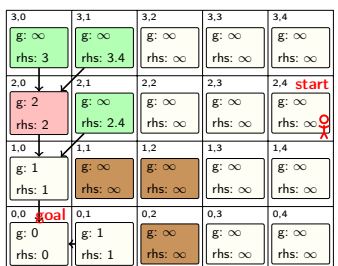 3,0 3,1 3,2 3,3 3,4
g: ∞ g: ∞ g: ∞ g: ∞ g: ∞
rhs: 3 rhs: 3.4 rhs: ∞ rhs: ∞ rhs: ∞
2,0 2,1 2,2 2,3 2,4 start
g: 2 g: ∞ g: ∞ g: ∞ g: ∞
rhs: 2 rhs: 2.4 rhs: ∞ rhs: ∞ rhs: ∞
1,0 1,1 1,2 1,3 1,4
g: 1 g: ∞ g: ∞ g: ∞ g: ∞
rhs: 1 rhs: ∞ rhs: ∞ rhs: ∞ rhs: ∞
0,0 goal 0,1 0,2 0,3 0,4
g: 0 g: 1 g: ∞ g: ∞ g: ∞
rhs: 0 rhs: 1 rhs: ∞ rhs: ∞ rhs: ∞